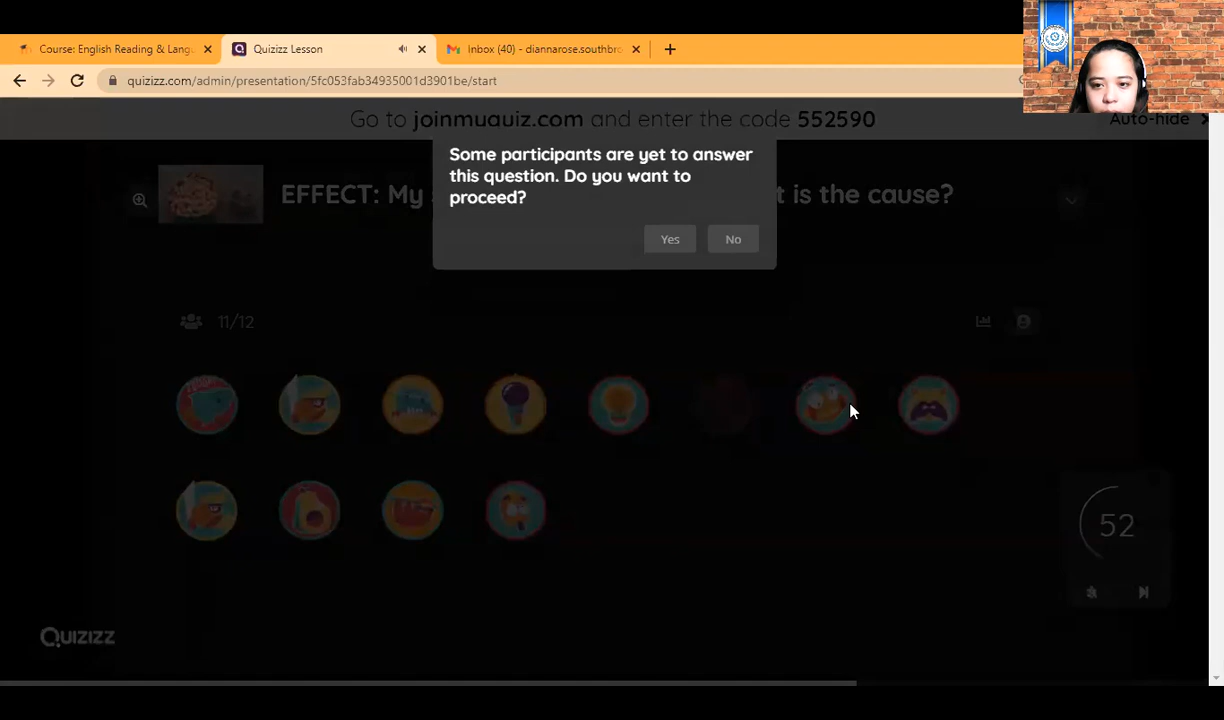 Course: English Reading & Langu
Quizizz Lesson
Inbox (40) - diannarose.southbro
quizizz.com/admin/presentation/5fc053fab34935001d3901be/start
Go to joinmyquiz.com and enter the code 552590
Auto-hide
Some participants are yet to answer
this question. Do you want to
proceed?
Yes
No
EFFECT: My
is the cause?
11/12
52
Quizizz